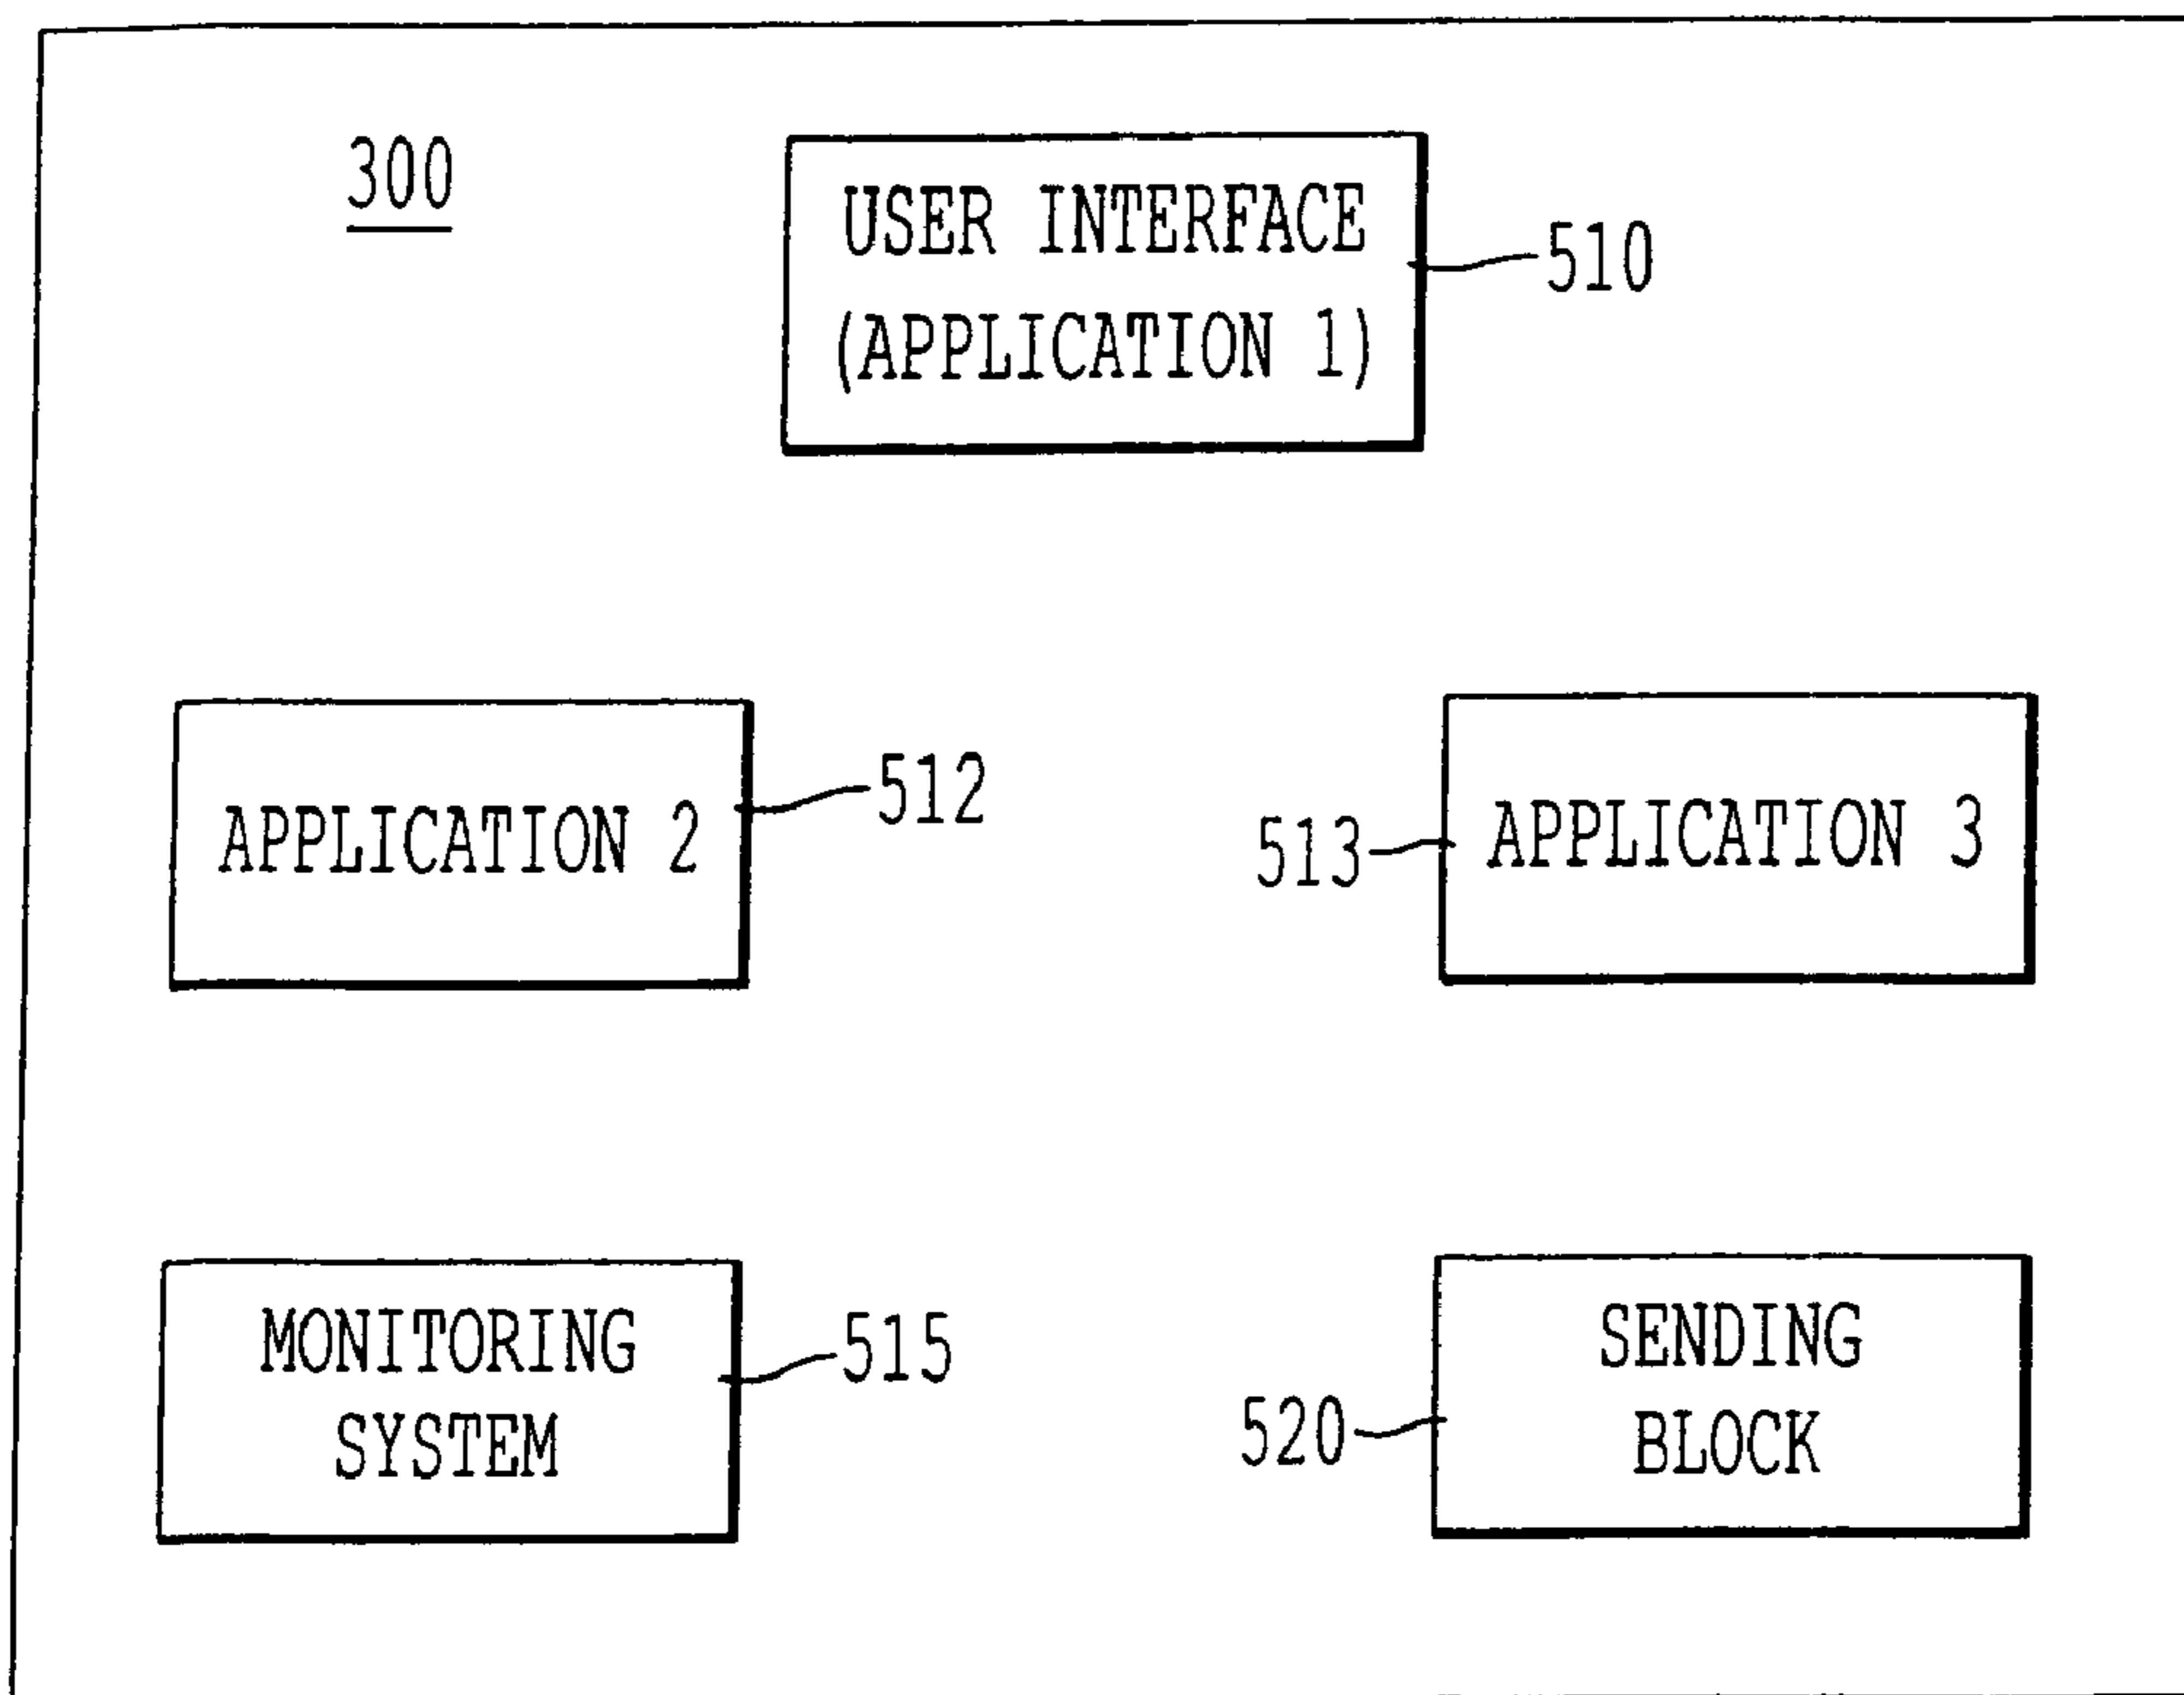 300
USER INTERFACE
(APPLICATION 1)
510
APPLICATION 2
512
513
APPLICATION 3
MONITORING
SYSTEM
515
520
SENDING
BLOCK